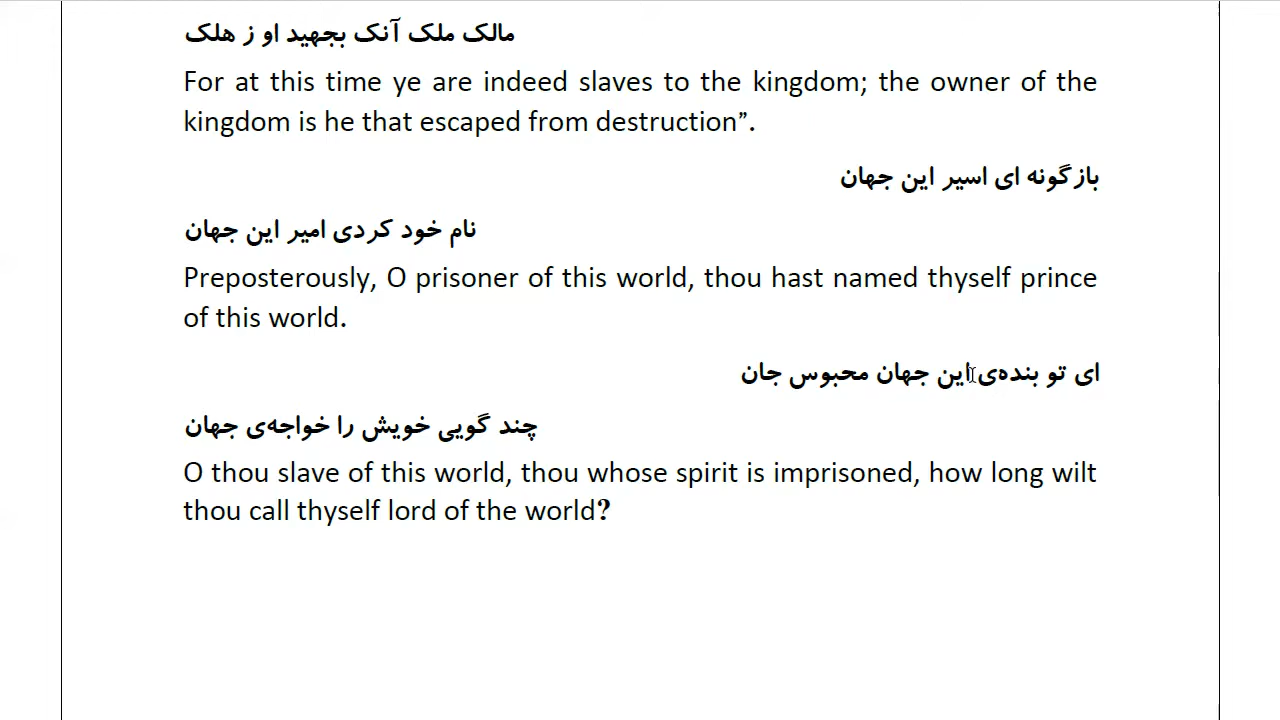 مالک ملک آنک بجهید او ز هلک
For at this time ye are indeed slaves to the kingdom; the owner of the
kingdom is he that escaped from destruction”.
بازگونه ای اسیر این جهان
نام خود کردی امیر این جهان
Preposterously, O prisoner of this world, thou hast named thyself prince
of this world.
ای تو بنده‌ی این جهان محبوس جان
چند گویی خویش را خواجه‌ی جهان
O thou slave of this world, thou whose spirit is imprisoned, how long wilt
thou call thyself lord of the world?